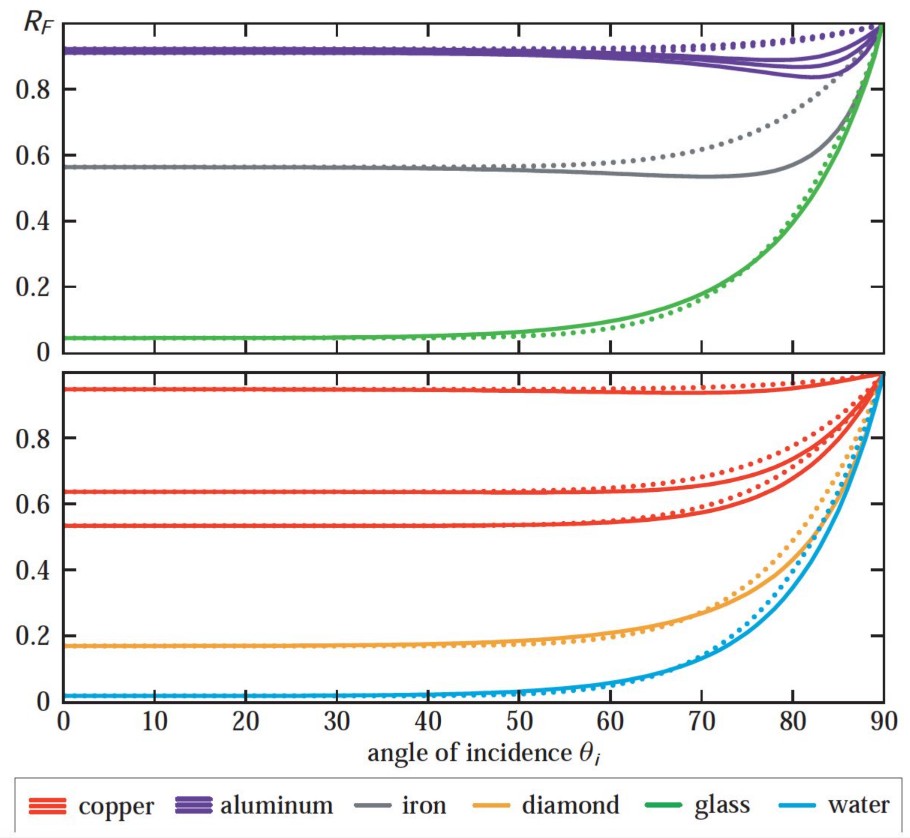 R_F
0.8
0.6
0.4
0.2
0
0.8
0.6
0.4
0.2
0
0 10 20 30 40 50 60 70 80 90
angle of incidence θ_i
copper aluminum iron diamond glass water